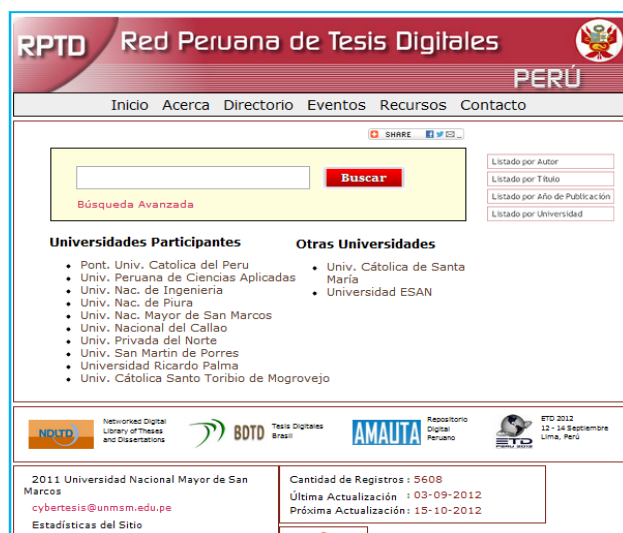 RPTD Red Peruana de Tesis Digitales
PERÚ
Inicio Acerca Directorio Eventos Recursos Contacto
SHARE
Buscar
Búsqueda Avanzada
Listado por Autor
Listado por Título
Listado por Año de Publicación
Listado por Universidad
Universidades Participantes
Pont. Univ. Catolica del Peru
Univ. Peruana de Ciencias Aplicadas
Univ. Nac. de Ingenieria
Univ. Nac. de Piura
Univ. Nac. Mayor de San Marcos
Univ. Nacional del Callao
Univ. Privada del Norte
Univ. San Martin de Porres
Universidad Ricardo Palma
Univ. Cátolica Santo Toribio de Mogrovejo
Otras Universidades
Univ. Cátolica de Santa
María
Universidad ESAN
NDLTD
Networked Digital
Library of Theses
and Dissertations
BDTD
Tesis Digitales
Brasil
AMAUTA
Repositorio
Digital
Peruano
ETD
PERU 2012
ETD 2012
12 - 14 Septiembre
Lima, Perú
2011 Universidad Nacional Mayor de San
Marcos
cybertesis@unmsm.edu.pe
Estadísticas del Sitio
Cantidad de Registros : 5608
Última Actualización : 03-09-2012
Próxima Actualización: 15-10-2012